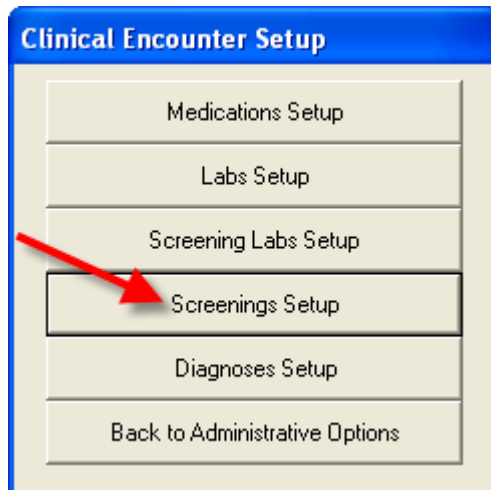 Clinical Encounter Setup
Medications Setup
Labs Setup
Screening Labs Setup
Screenings Setup
Diagnoses Setup
Back to Administrative Options